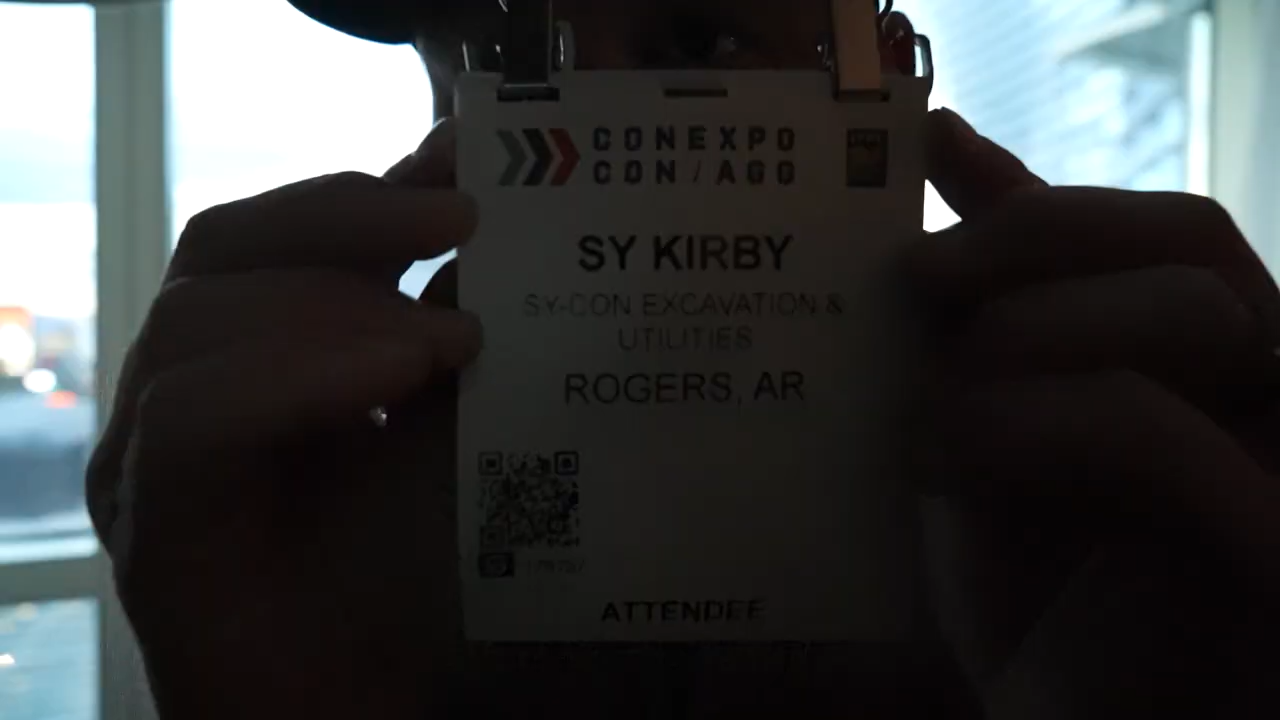 CONEXPO
CON/AGG
SY KIRBY
SY-CON EXCAVATION &
UTILITIES
ROGERS, AR
ATTENDEE